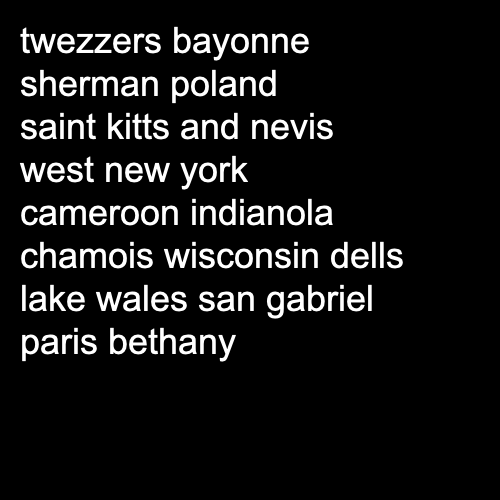 twezzers bayonne
sherman poland
saint kitts and nevis
west new york
cameroon indianola
chamois wisconsin dells
lake wales san gabriel
paris bethany